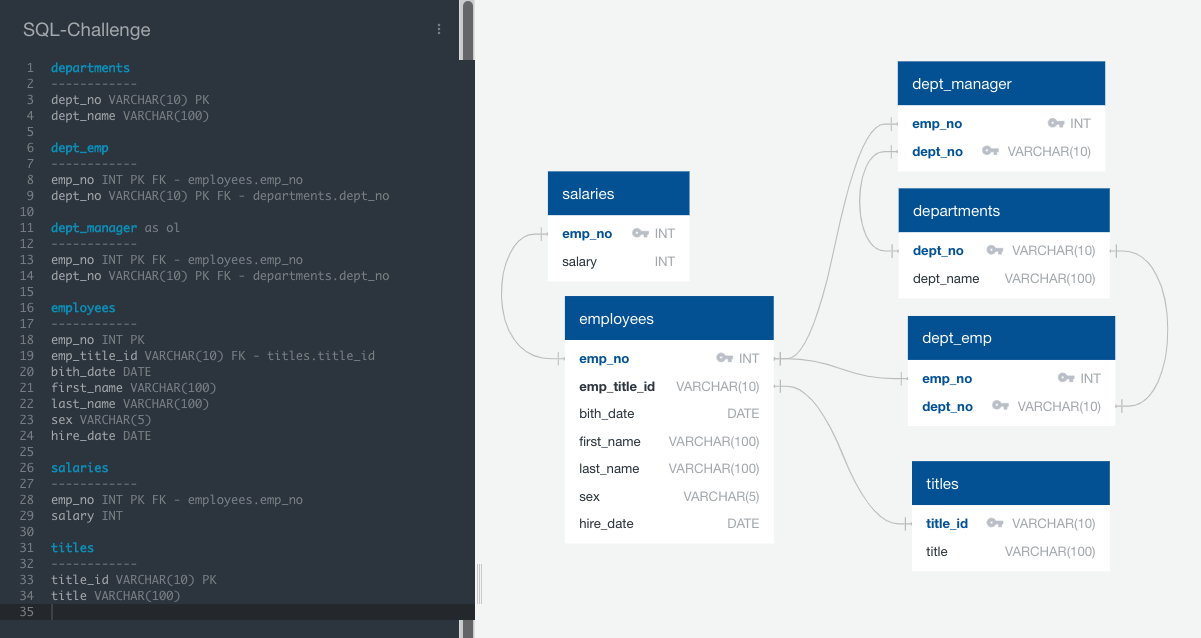 SQL-Challenge
1 departments
2 ------------
3 dept_no VARCHAR(10) PK
4 dept_name VARCHAR(100)
5
6 dept_emp
7 ------------
8 emp_no INT PK FK - employees.emp_no
9 dept_no VARCHAR(10) PK FK - departments.dept_no
10
11 dept_manager as ol
12 ------------
13 emp_no INT PK FK - employees.emp_no
14 dept_no VARCHAR(10) PK FK - departments.dept_no
15
16 employees
17 ------------
18 emp_no INT PK
19 emp_title_id VARCHAR(10) FK - titles.title_id
20 bith_date DATE
21 first_name VARCHAR(100)
22 last_name VARCHAR(100)
23 sex VARCHAR(5)
24 hire_date DATE
25
26 salaries
27 ------------
28 emp_no INT PK FK - employees.emp_no
29 salary INT
30
31 titles
32 ------------
33 title_id VARCHAR(10) PK
34 title VARCHAR(100)
35
salaries
emp_no INT
salary INT
employees
emp_no INT
emp_title_id VARCHAR(10)
bith_date DATE
first_name VARCHAR(100)
last_name VARCHAR(100)
sex VARCHAR(5)
hire_date DATE
dept_manager
emp_no INT
dept_no VARCHAR(10)
departments
dept_no VARCHAR(10)
dept_name VARCHAR(100)
dept_emp
emp_no INT
dept_no VARCHAR(10)
titles
title_id VARCHAR(10)
title VARCHAR(100)